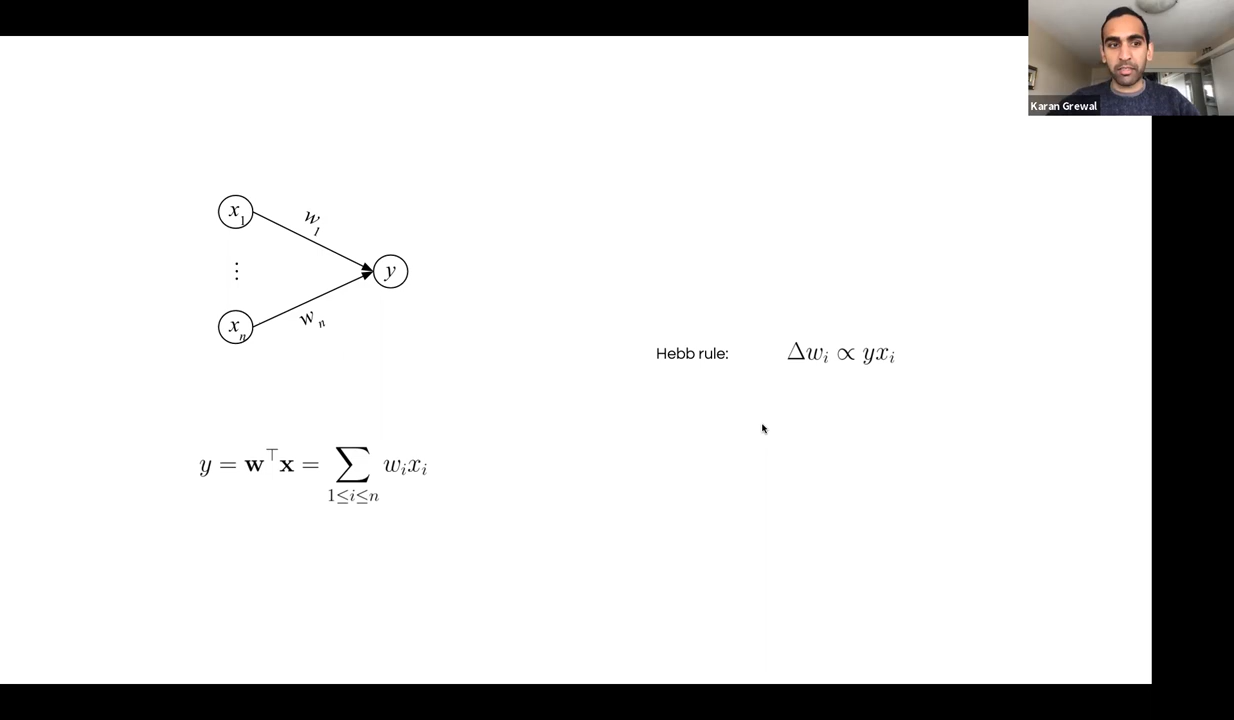 Karan Grewal
x₁
w₁
⋮
y
xₙ
wₙ
Hebb rule: Δwᵢ ∝ yxᵢ
y = w⊤x = ∑ wᵢxᵢ
1≤i≤n